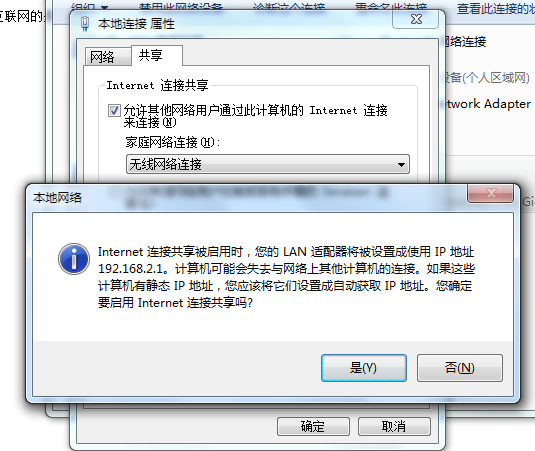 组织 禁用此网络设备 诊断这个连接 重命名此连接 查看此连接的状
互联网的
本地连接 属性
网络 共享
网络连接
Internet 连接共享
设备(个人区域网)
允许其他网络用户通过此计算机的 Internet 连接
etwork Adapter
来连接(N)
家庭网络连接(H):
无线网络连接
本地网络
Internet 连接共享被启用时，您的 LAN 适配器将被设置成使用 IP 地址
192.168.2.1。计算机可能会失去与网络上其他计算机的连接。如果这些
计算机有静态 IP 地址，您应该将它们设置成自动获取 IP 地址。您确定
要启用 Internet 连接共享吗?
是(Y) 否(N)
确定 取消